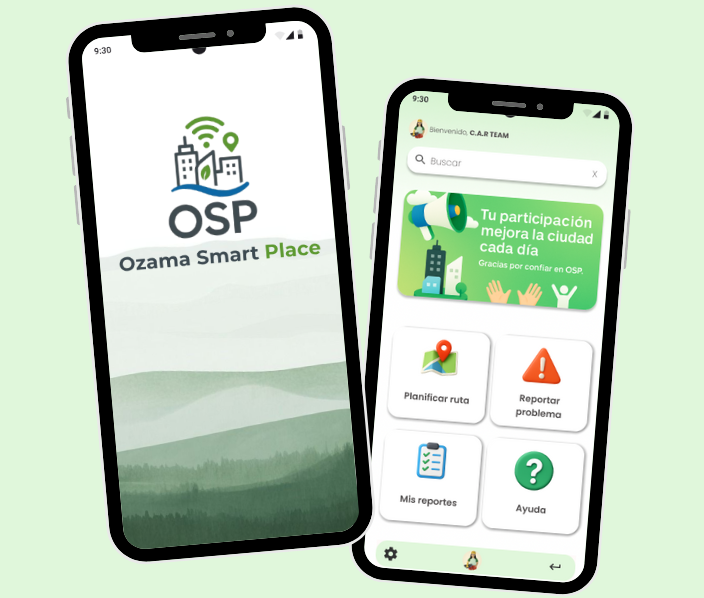 9:30
OSP
Ozama Smart Place
9:30
Bienvenido, C.A.R TEAM
Buscar
X
Tu participación
mejora la ciudad
cada día
Gracias por confiar en OSP.
Planificar ruta
Reportar
problema
Mis reportes
Ayuda